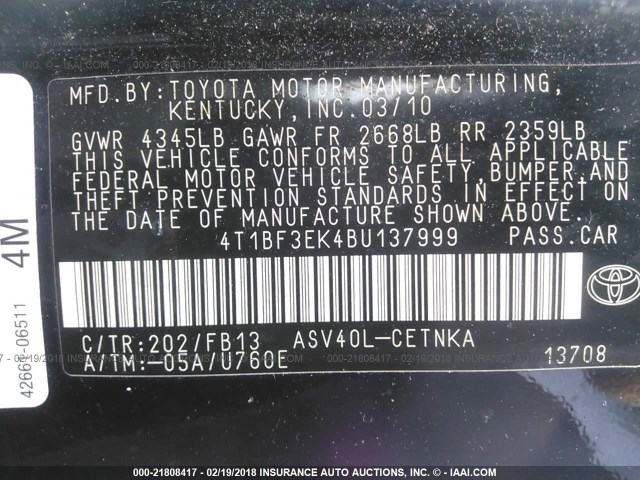 MFD.BY:TOYOTA MOTOR MANUFACTURING,
KENTUCKY,INC.03/10
GVWR 4345LB GAWR FR 2668LB RR 2359LB
THIS VEHICLE CONFORMS TO ALL APPLICABLE
FEDERAL MOTOR VEHICLE SAFETY,BUMPER,AND
THEFT PREVENTION STANDARDS IN EFFECT ON
THE DATE OF MANUFACTURE SHOWN ABOVE.
4T1BF3EK4BU137999 PASS.CAR
C/TR:202/FB13 ASV40L-CETNKA
A/TM:-05A/U760E 13708
TOYOTA
4M
06511
000-21808417 - 02/19/2018 INSURANCE AUTO AUCTIONS, INC. - IAAI.COM